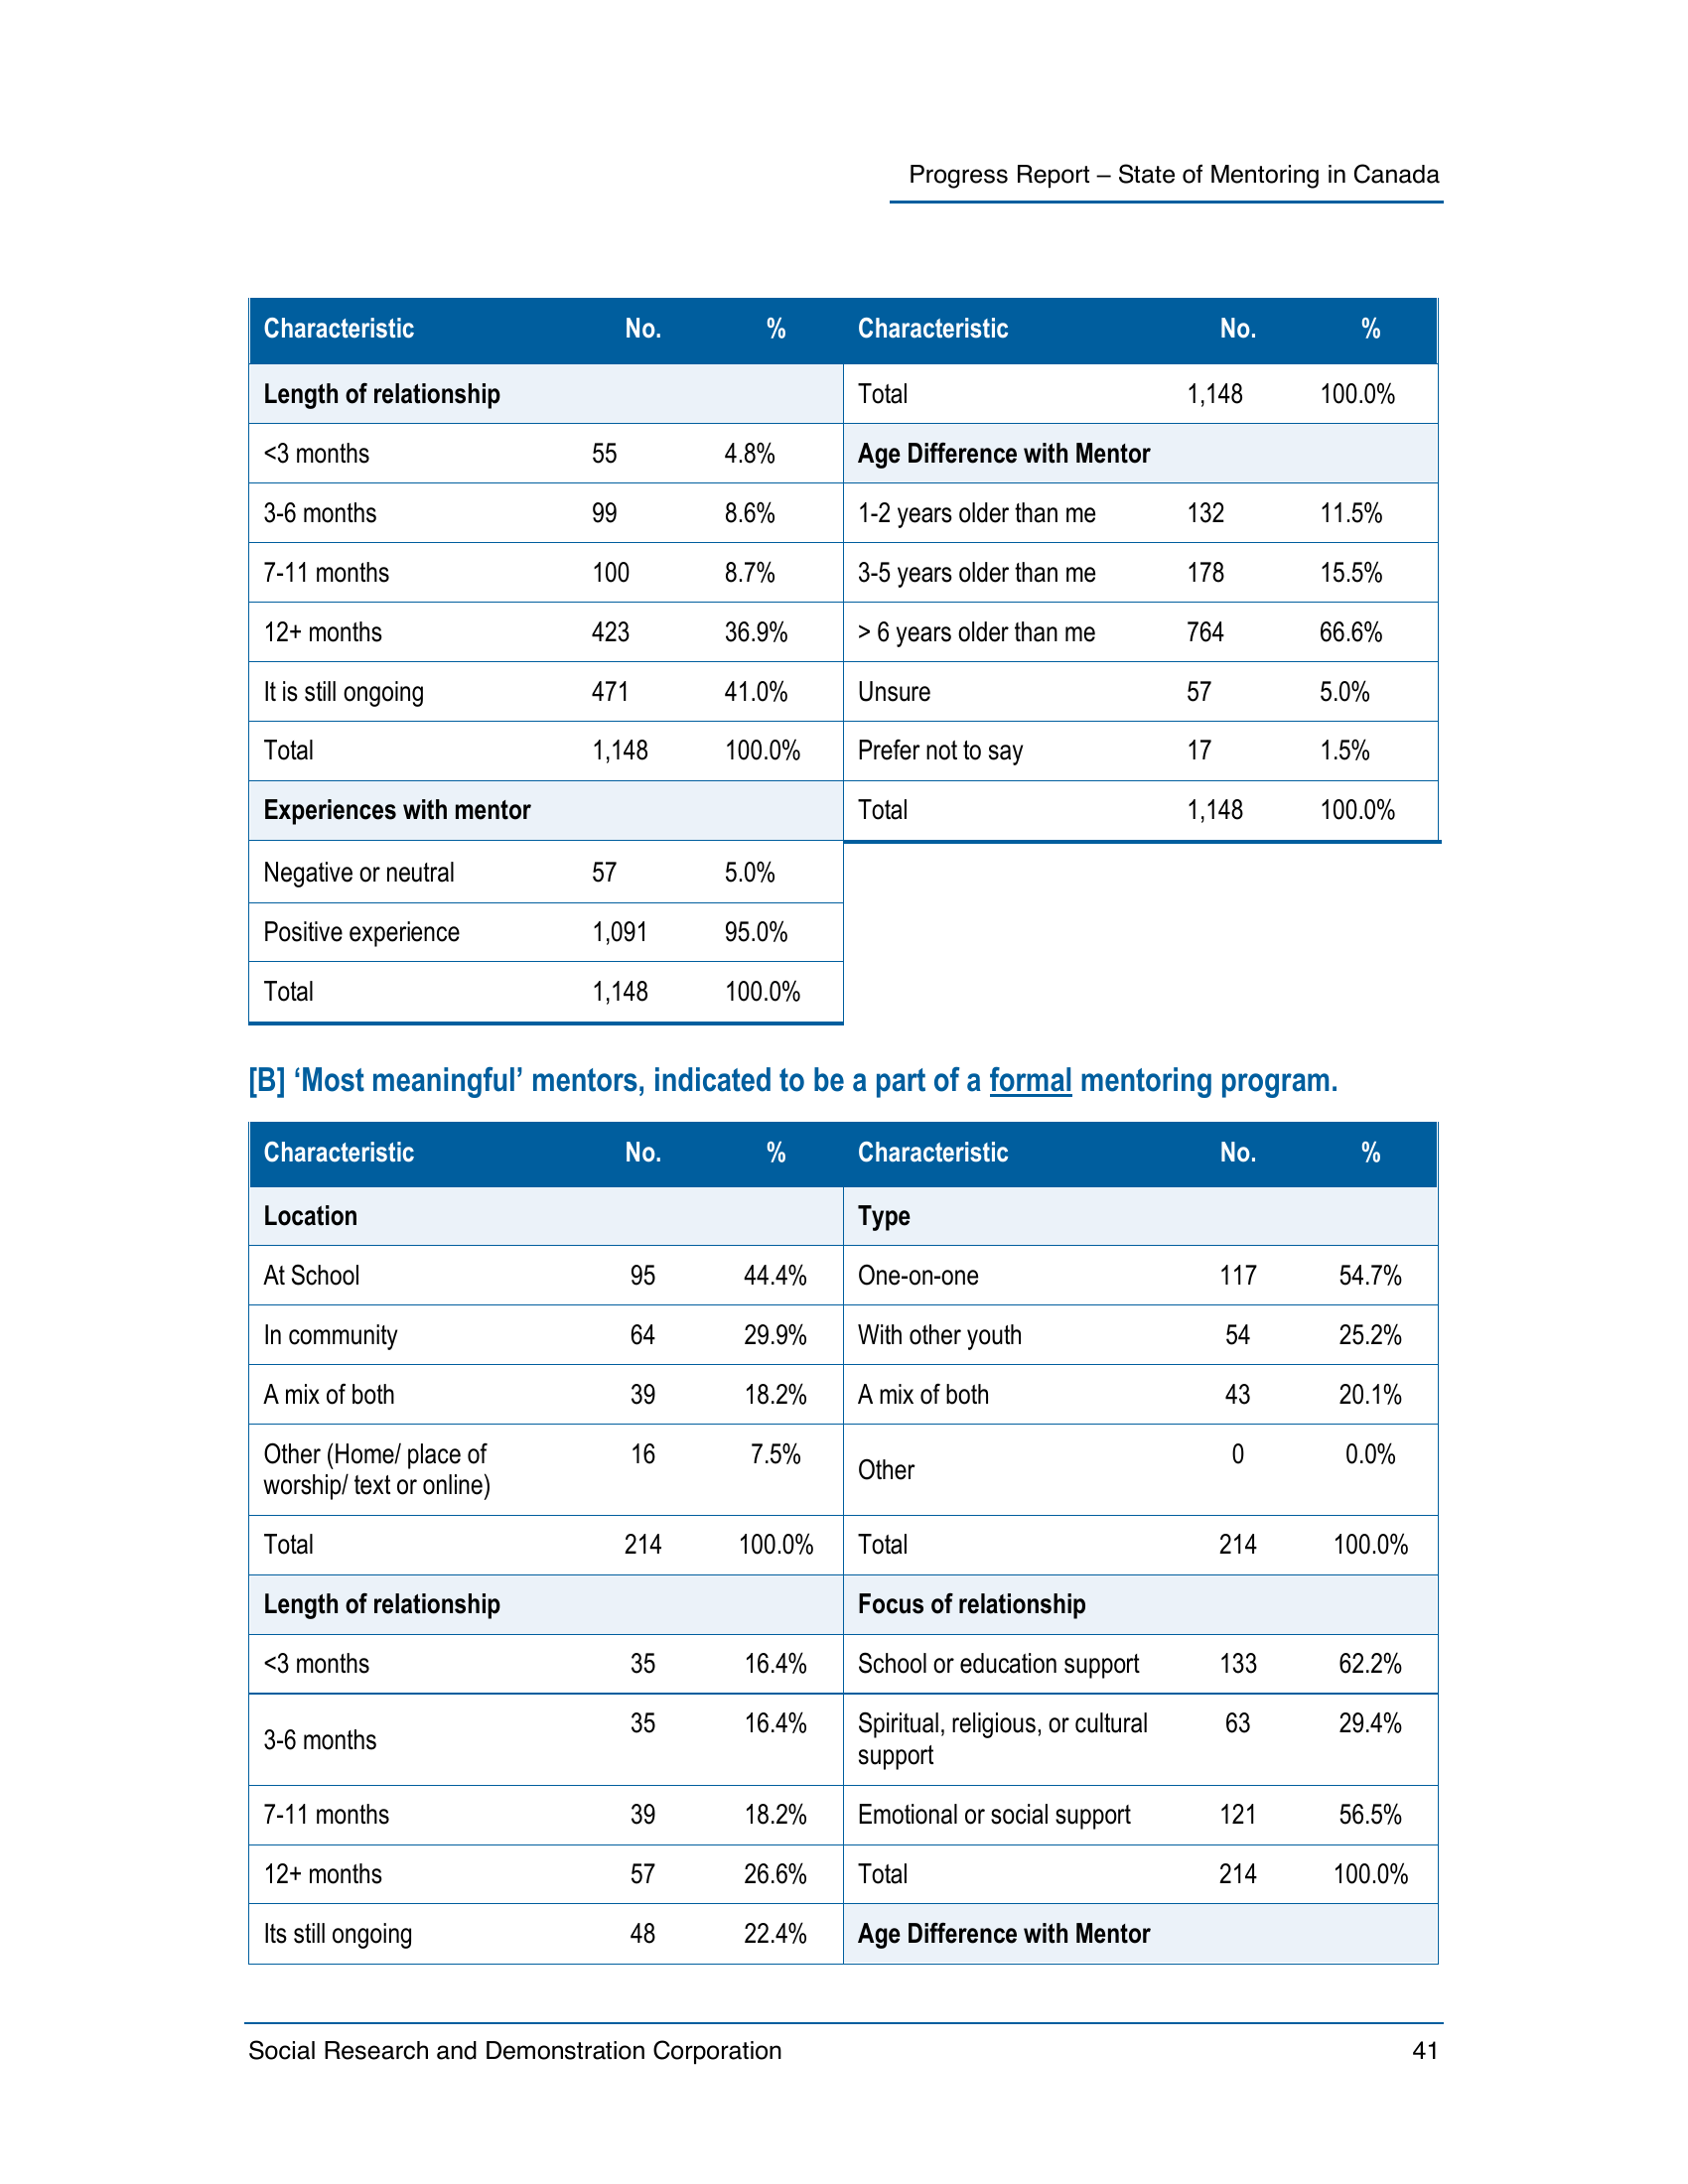 Progress Report – State of Mentoring in Canada
Characteristic No. % Characteristic No. %
Length of relationship Total 1,148 100.0%
<3 months 55 4.8% Age Difference with Mentor
3-6 months 99 8.6% 1-2 years older than me 132 11.5%
7-11 months 100 8.7% 3-5 years older than me 178 15.5%
12+ months 423 36.9% > 6 years older than me 764 66.6%
It is still ongoing 471 41.0% Unsure 57 5.0%
Total 1,148 100.0% Prefer not to say 17 1.5%
Experiences with mentor Total 1,148 100.0%
Negative or neutral 57 5.0%
Positive experience 1,091 95.0%
Total 1,148 100.0%
[B] ‘Most meaningful’ mentors, indicated to be a part of a formal mentoring program.
Characteristic No. % Characteristic No. %
Location Type
At School 95 44.4% One-on-one 117 54.7%
In community 64 29.9% With other youth 54 25.2%
A mix of both 39 18.2% A mix of both 43 20.1%
Other (Home/ place of 16 7.5% Other 0 0.0%
worship/ text or online)
Total 214 100.0% Total 214 100.0%
Length of relationship Focus of relationship
<3 months 35 16.4% School or education support 133 62.2%
3-6 months 35 16.4% Spiritual, religious, or cultural 63 29.4%
support
7-11 months 39 18.2% Emotional or social support 121 56.5%
12+ months 57 26.6% Total 214 100.0%
Its still ongoing 48 22.4% Age Difference with Mentor
Social Research and Demonstration Corporation 41